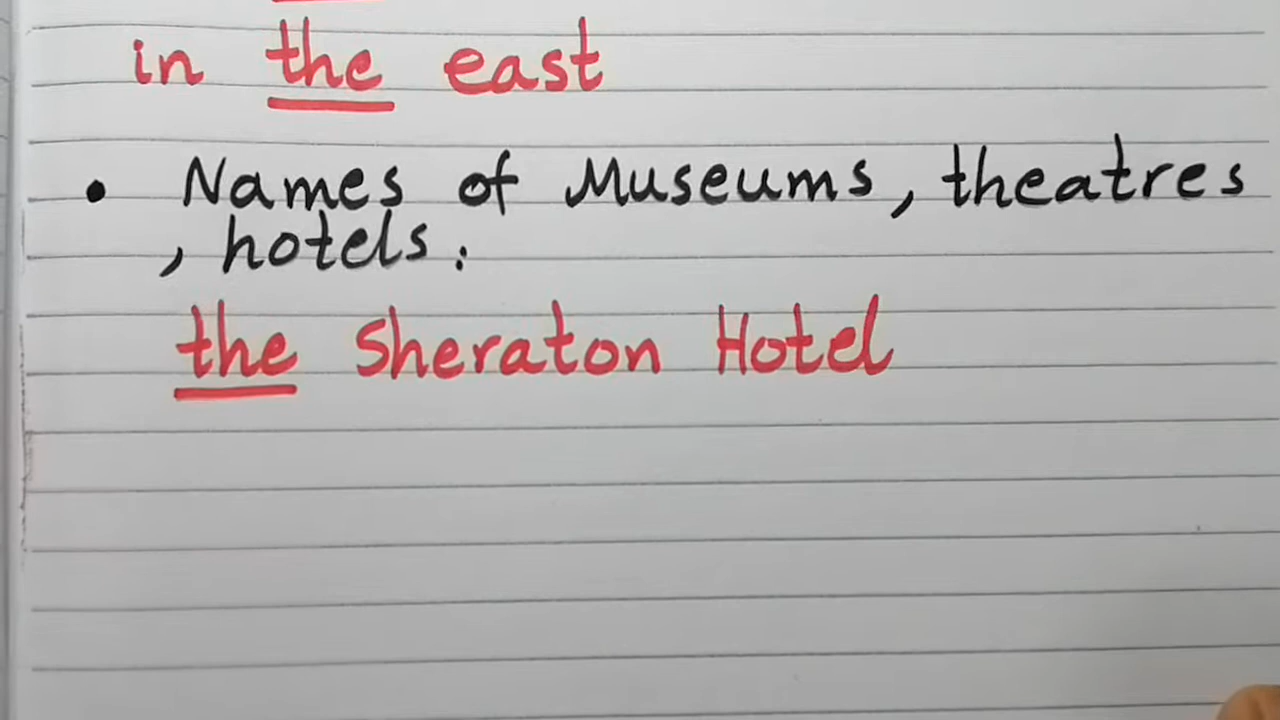 in the east
• Names of Museums, theatres
, hotels.
the Sheraton Hotel